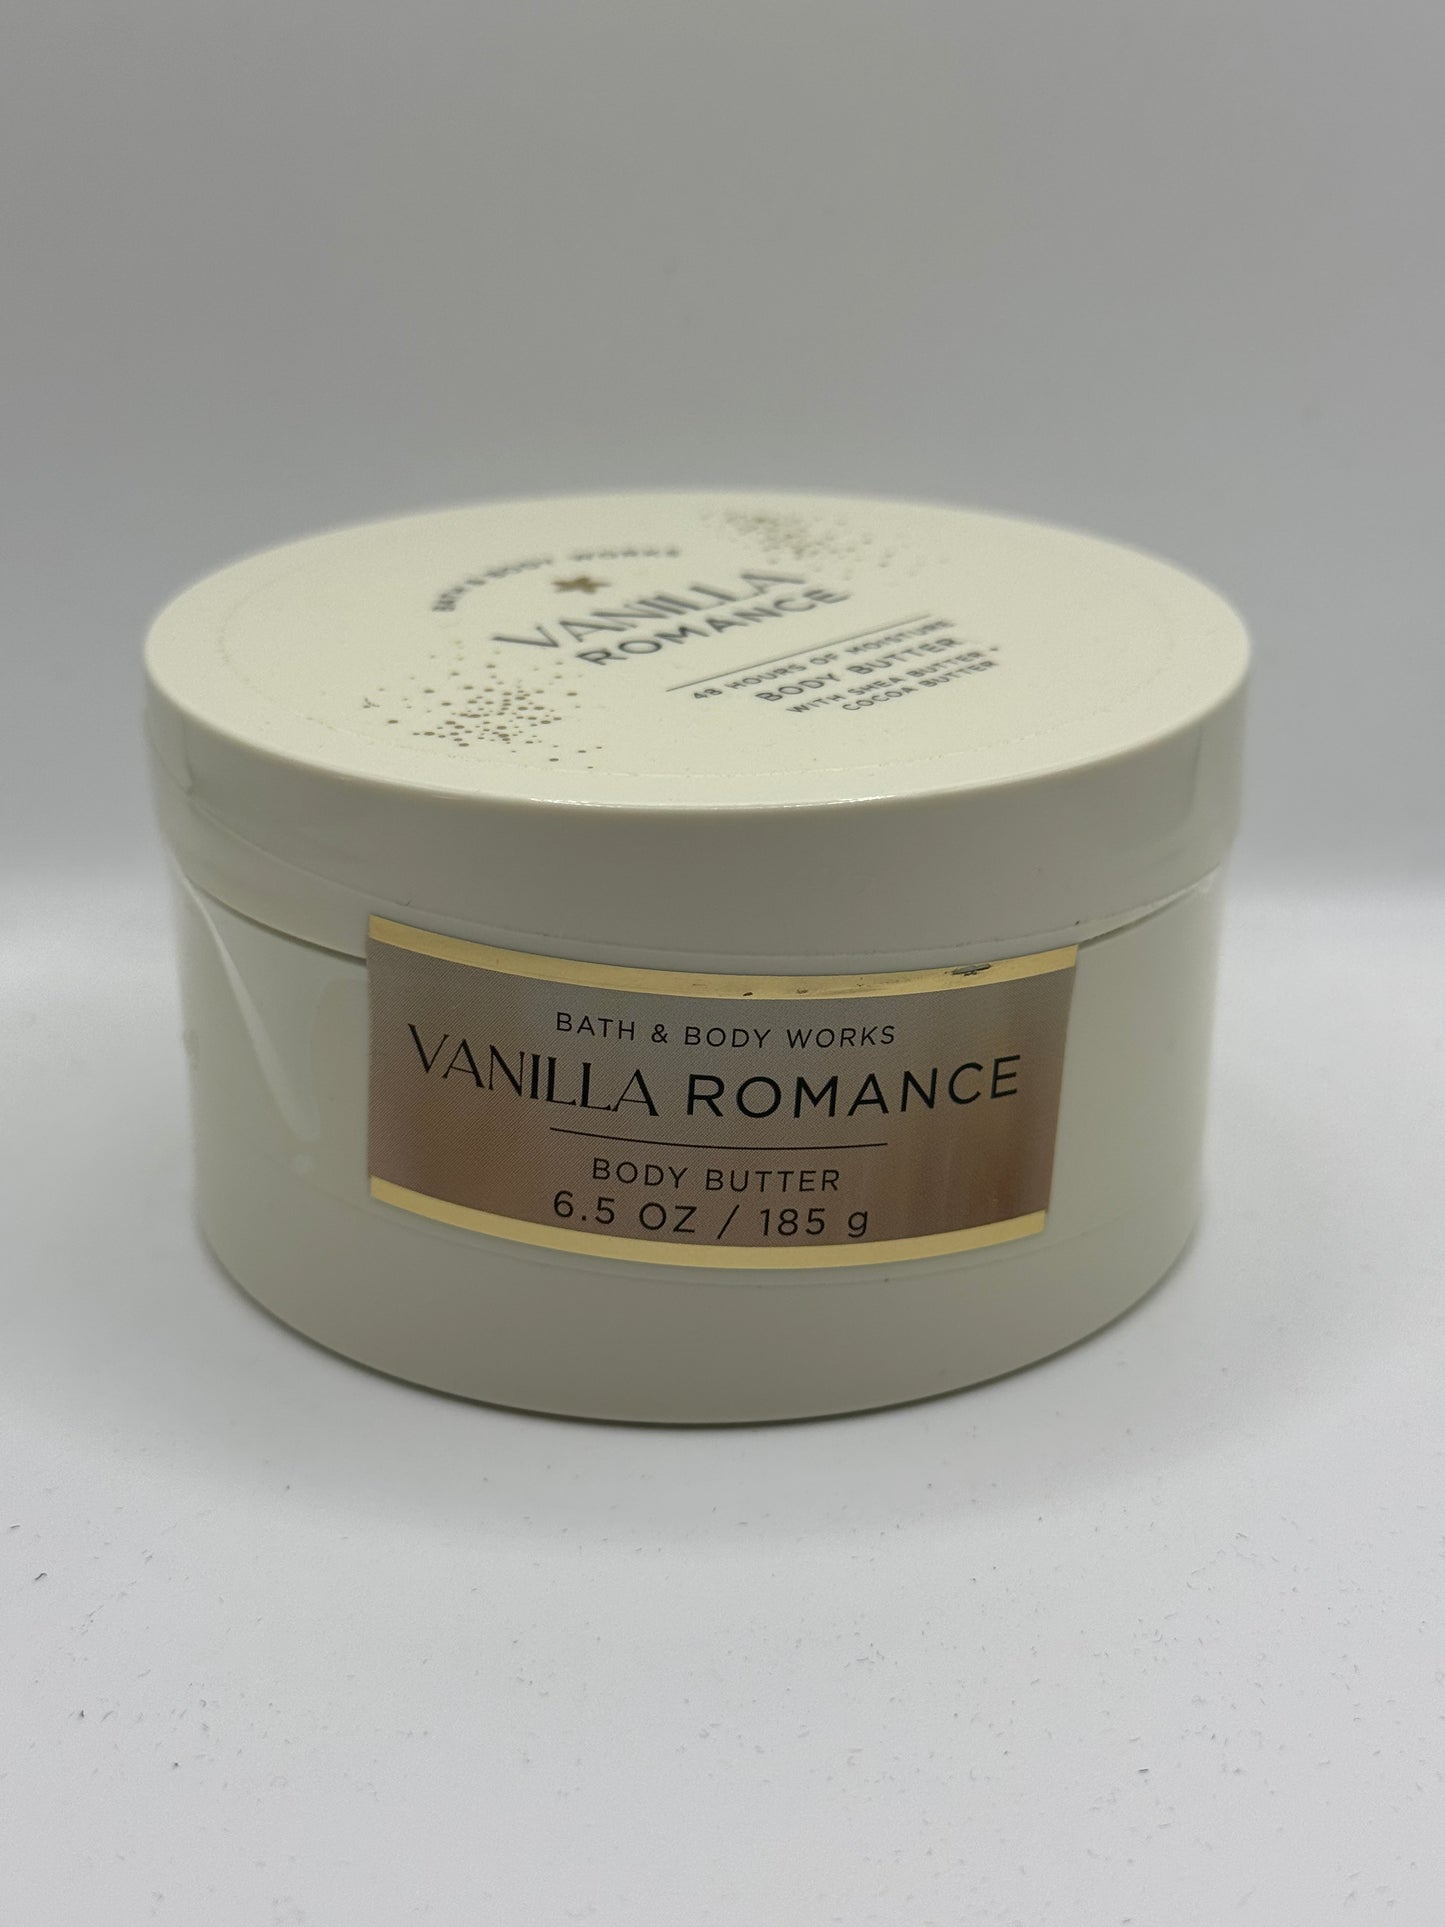 BATH & BODY WORKS
VANILLA
ROMANCE
48 HOURS OF MOISTURE
BODY BUTTER
WITH SHEA BUTTER +
COCOA BUTTER
BATH & BODY WORKS
VANILLA ROMANCE
BODY BUTTER
6.5 OZ / 185 g